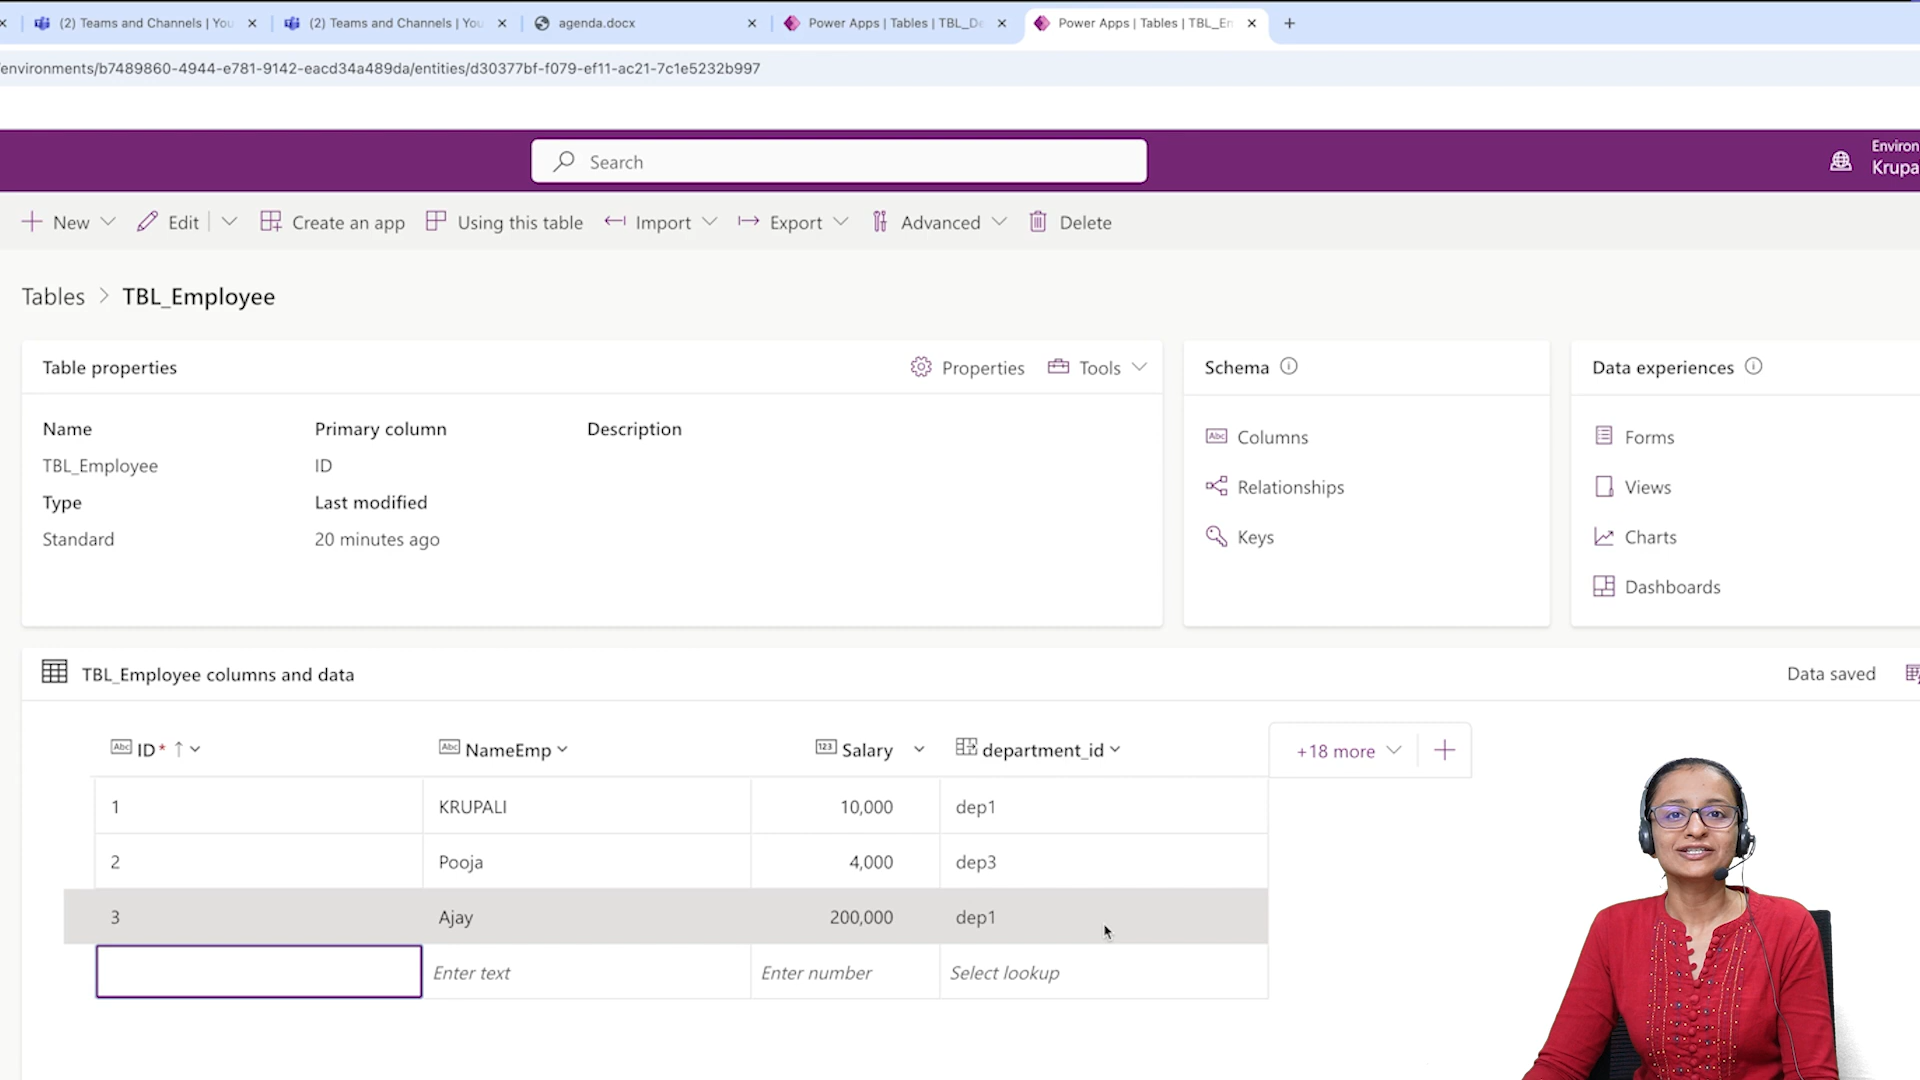 (2) Teams and Channels | You
(2) Teams and Channels | You
agenda.docx
Power Apps | Tables | TBL_De
Power Apps | Tables | TBL_En
environments/b7489860-4944-e781-9142-eacd34a489da/entities/d30377bf-f079-ef11-ac21-7c1e5232b997
Search
Environ
Krupa
New
Edit
Create an app
Using this table
Import
Export
Advanced
Delete
Tables > TBL_Employee
Table properties
Properties
Tools
Name
Primary column
Description
TBL_Employee
ID
Type
Last modified
Standard
20 minutes ago
Schema
Columns
Relationships
Keys
Data experiences
Forms
Views
Charts
Dashboards
TBL_Employee columns and data
Data saved
Abc ID * ↑
Abc NameEmp
123 Salary
department_id
+18 more
1 KRUPALI 10,000 dep1
2 Pooja 4,000 dep3
3 Ajay 200,000 dep1
Enter text Enter number Select lookup